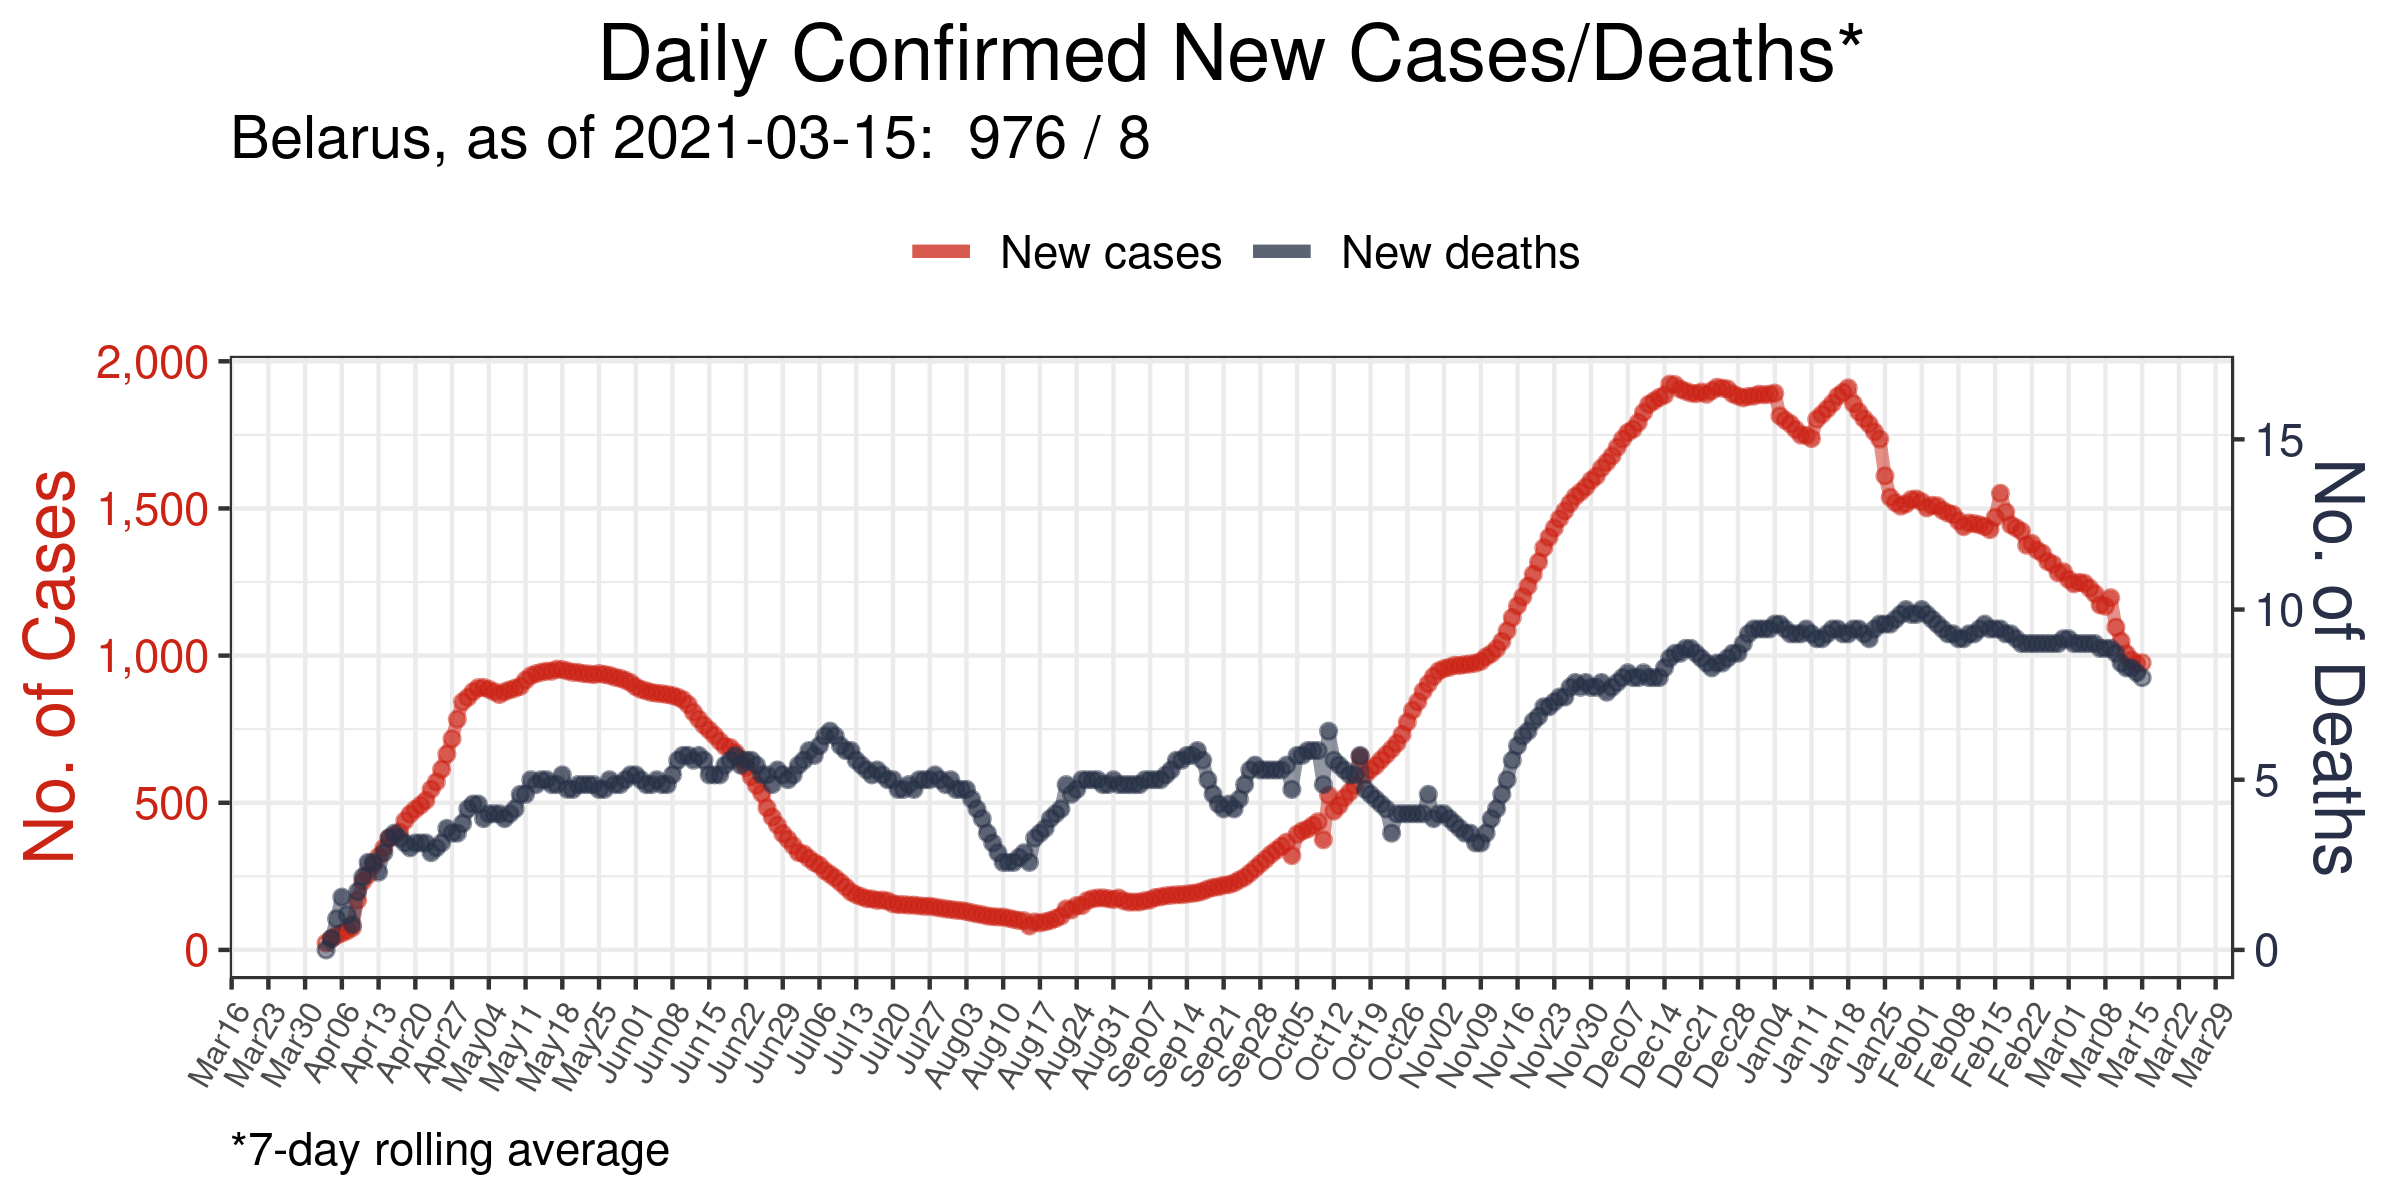 Daily Confirmed New Cases/Deaths*
Belarus, as of 2021-03-15:  976 / 8
New cases
New deaths
No. of Cases
2,000
1,500
1,000
500
0
15
10
5
0
No. of Deaths
Mar16
Mar23
Mar30
Apr06
Apr13
Apr20
Apr27
May04
May11
May18
May25
Jun01
Jun08
Jun15
Jun22
Jun29
Jul06
Jul13
Jul20
Jul27
Aug03
Aug10
Aug17
Aug24
Aug31
Sep07
Sep14
Sep21
Sep28
Oct05
Oct12
Oct19
Oct26
Nov02
Nov09
Nov16
Nov23
Nov30
Dec07
Dec14
Dec21
Dec28
Jan04
Jan11
Jan18
Jan25
Feb01
Feb08
Feb15
Feb22
Mar01
Mar08
Mar15
Mar22
Mar29
*7-day rolling average